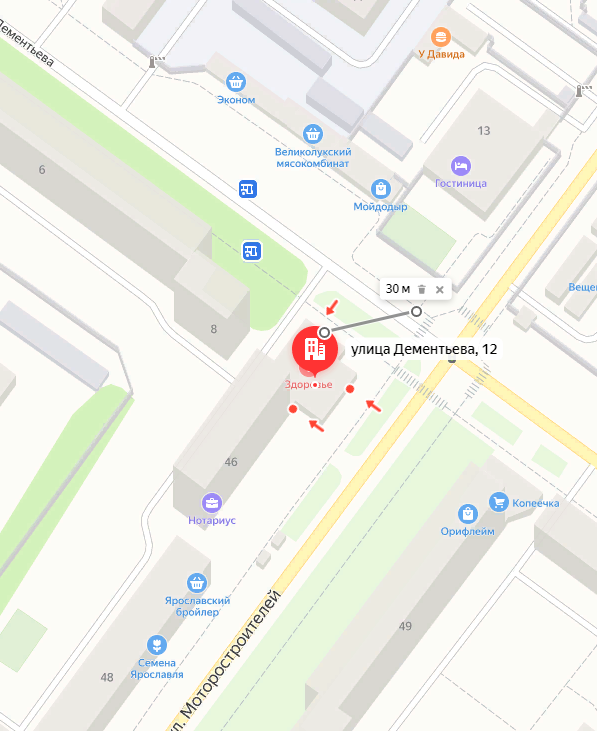 Дементьева
У Давида
Эконом
13
Великолукский
мясокомбинат
6
Гостиница
Мойдодыр
30 м
Вещев
8
улица Дементьева, 12
Здоровье
46
Копеечка
Нотариус
Орифлейм
Ярославский
бройлер
49
ул. Моторостроителей
Семена
Ярославля
48